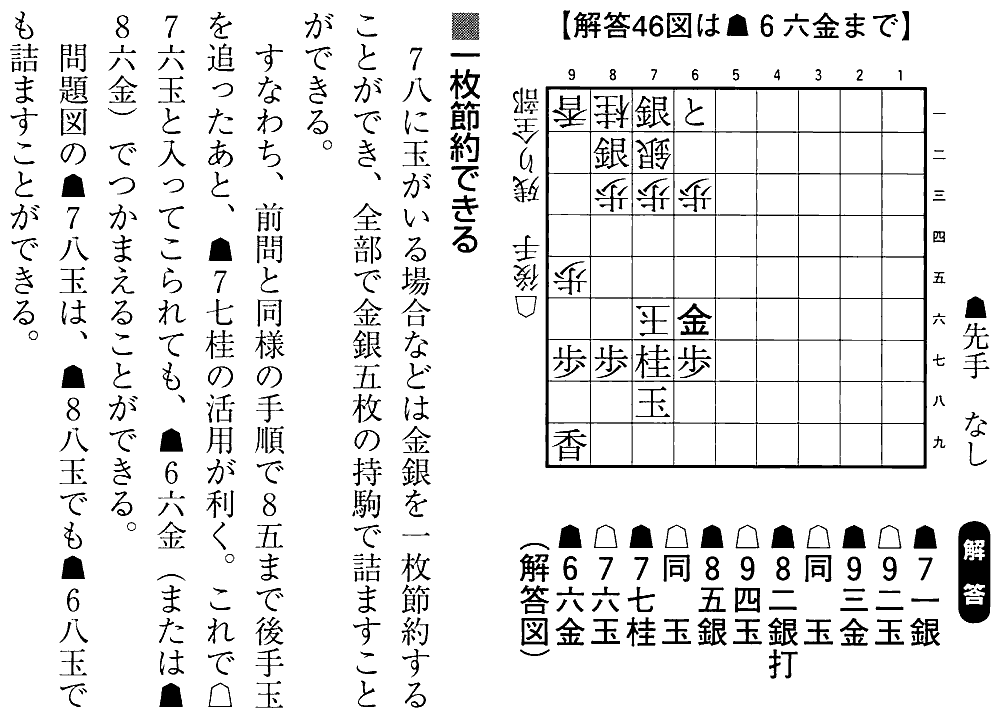 【解答46図は☗6六金まで】
9 8 7 6 5 4 3 2 1
香 桂 銀 と 一
銀 銀 二
歩 歩 歩 三
四
歩 五
王 金 六
歩 歩 桂 歩 七
玉 八
香 九
☗先手 なし
☖後手 残り全部
解答
☗7一銀
☖9二玉
☗9三金
☖同 玉
☗8二銀打
☖9四玉
☗8五銀
☖同 玉
☗7七桂
☖7六玉
☗6六金
(解答図)
■一枚節約できる
7八に玉がいる場合などは金銀を一枚節約する
ことができ、全部で金銀五枚の持駒で詰ますこと
ができる。
すなわち、前問と同様の手順で8五まで後手玉
を追ったあと、☗7七桂の活用が利く。これで☖
7六玉と入ってこられても、☗6六金(または☗
8六金)でつかまえることができる。
問題図の☗7八玉は、☗8八玉でも☗6八玉で
も詰ますことができる。